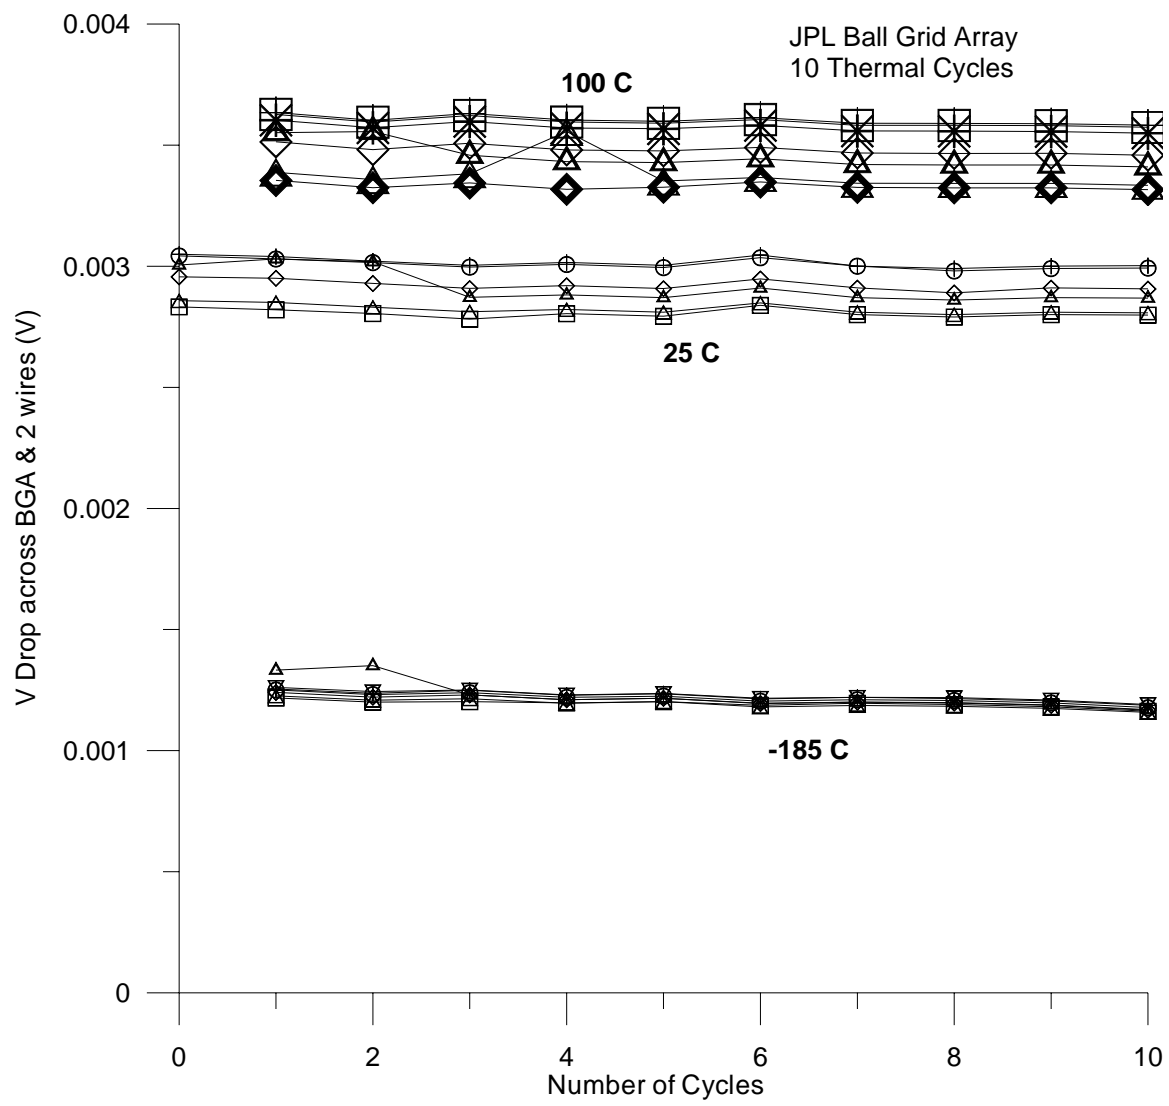 0.004
JPL Ball Grid Array
10 Thermal Cycles
100 C
0.003
25 C
V Drop across BGA & 2 wires (V)
0.002
0.001
-185 C
0
0 2 4 6 8 10
Number of Cycles